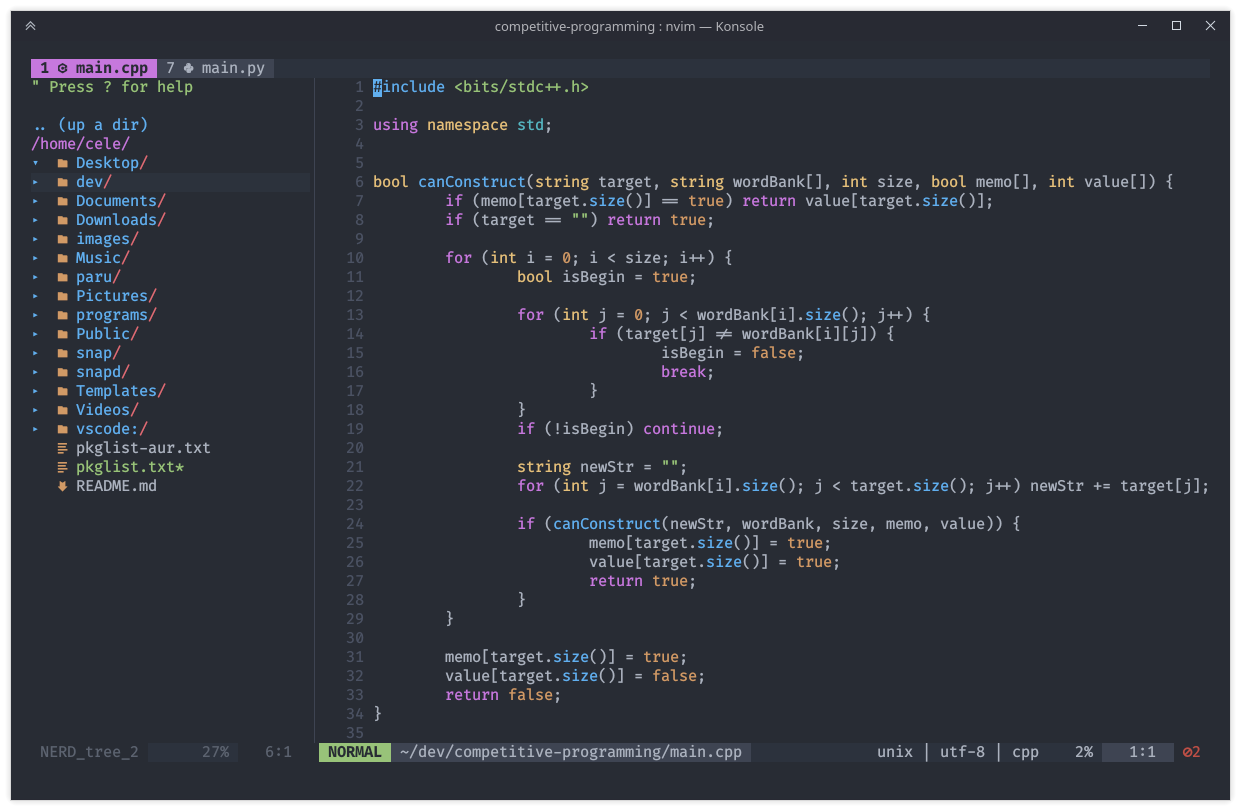 competitive-programming : nvim — Konsole
1 main.cpp 7 main.py
" Press ? for help
.. (up a dir)
/home/cele/
▾ Desktop/
▸ dev/
▸ Documents/
▸ Downloads/
▸ images/
▸ Music/
▸ paru/
▸ Pictures/
▸ programs/
▸ Public/
▸ snap/
▸ snapd/
▸ Templates/
▸ Videos/
▸ vscode:/
pkglist-aur.txt
pkglist.txt*
README.md
NERD_tree_2 27% 6:1
1 #include <bits/stdc++.h>
2
3 using namespace std;
4
5
6 bool canConstruct(string target, string wordBank[], int size, bool memo[], int value[]) {
7 if (memo[target.size()] == true) return value[target.size()];
8 if (target == "") return true;
9
10 for (int i = 0; i < size; i++) {
11 bool isBegin = true;
12
13 for (int j = 0; j < wordBank[i].size(); j++) {
14 if (target[j] != wordBank[i][j]) {
15 isBegin = false;
16 break;
17 }
18 }
19 if (!isBegin) continue;
20
21 string newStr = "";
22 for (int j = wordBank[i].size(); j < target.size(); j++) newStr += target[j];
23
24 if (canConstruct(newStr, wordBank, size, memo, value)) {
25 memo[target.size()] = true;
26 value[target.size()] = true;
27 return true;
28 }
29 }
30
31 memo[target.size()] = true;
32 value[target.size()] = false;
33 return false;
34 }
35
NORMAL ~/dev/competitive-programming/main.cpp unix | utf-8 | cpp 2% 1:1 ⊘2